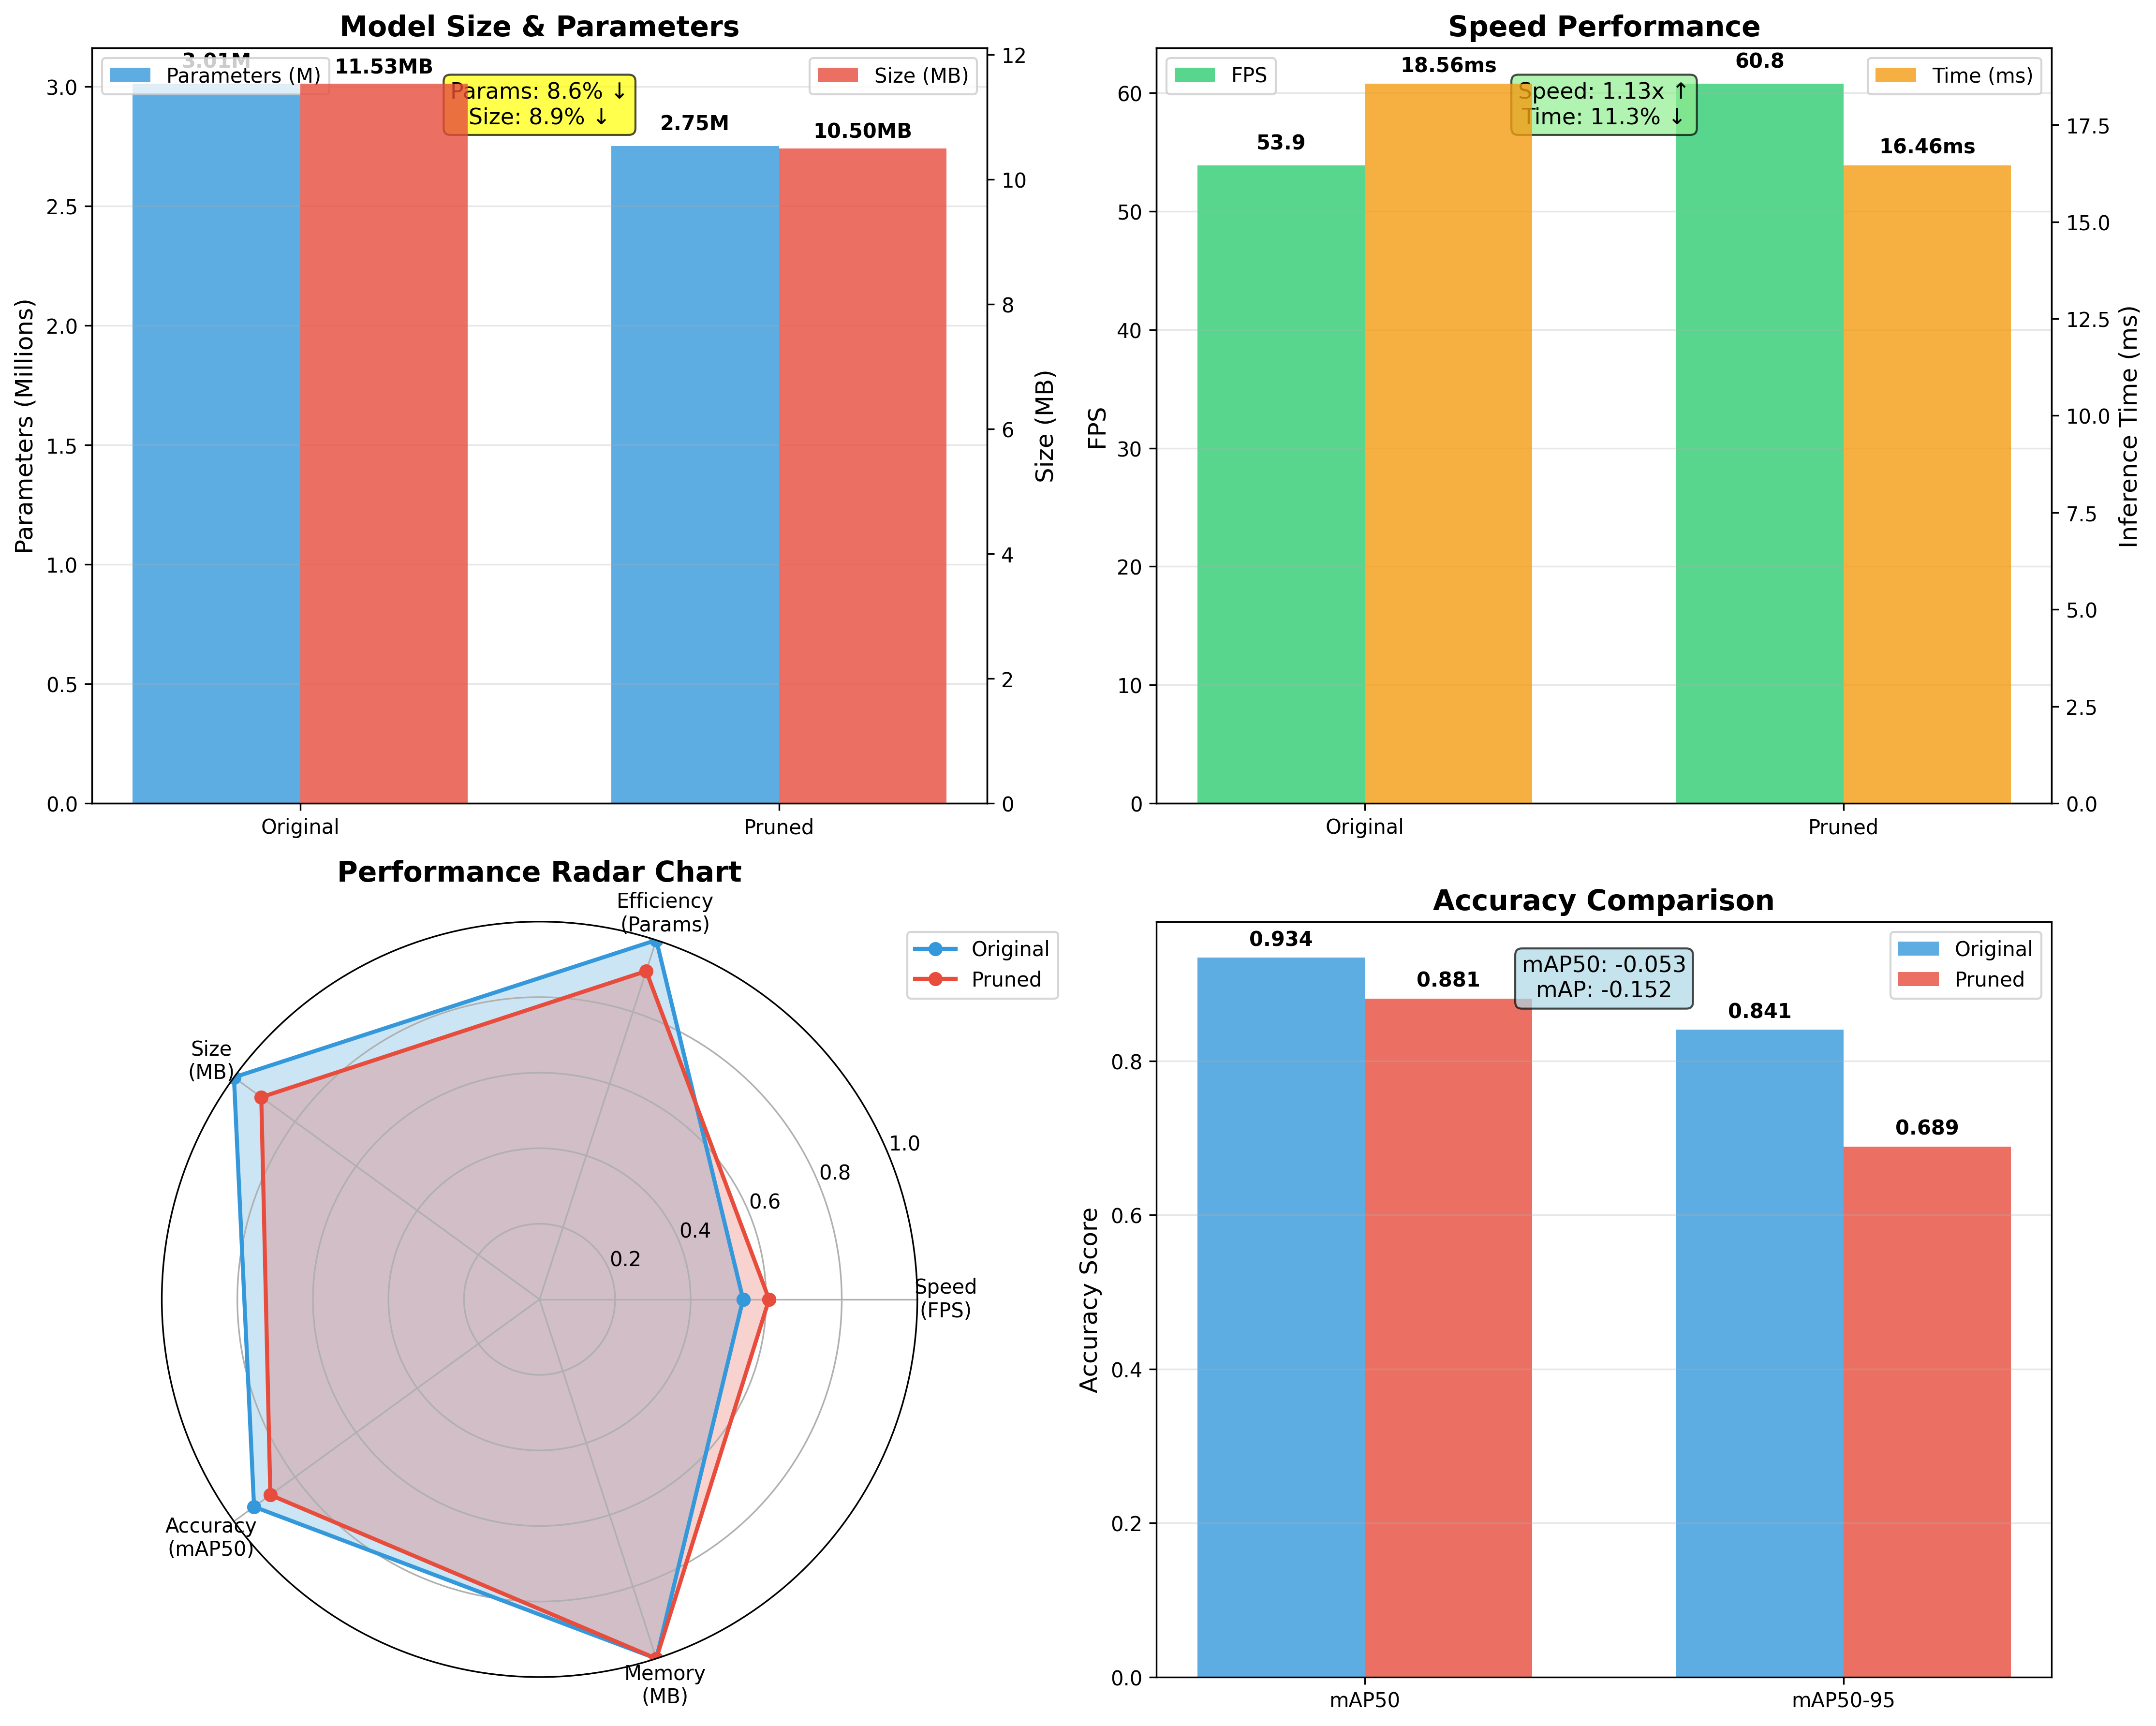 Model Size & Parameters
3.01M
11.53MB
Parameters (M)
Size (MB)
Params: 8.6% ↓
Size: 8.9% ↓
2.75M
10.50MB
3.0
2.5
2.0
1.5
1.0
0.5
0.0
12
10
8
6
4
2
0
Parameters (Millions)
Size (MB)
Original
Pruned
Speed Performance
FPS
Time (ms)
18.56ms
60.8
Speed: 1.13x ↑
Time: 11.3% ↓
53.9
16.46ms
60
50
40
30
20
10
0
17.5
15.0
12.5
10.0
7.5
5.0
2.5
0.0
FPS
Inference Time (ms)
Original
Pruned
Performance Radar Chart
Efficiency
(Params)
Original
Pruned
Size
(MB)
1.0
0.8
0.6
0.4
0.2
Speed
(FPS)
Accuracy
(mAP50)
Memory
(MB)
Accuracy Comparison
0.934
0.881
mAP50: -0.053
mAP: -0.152
Original
Pruned
0.841
0.689
0.8
0.6
0.4
0.2
0.0
Accuracy Score
mAP50
mAP50-95